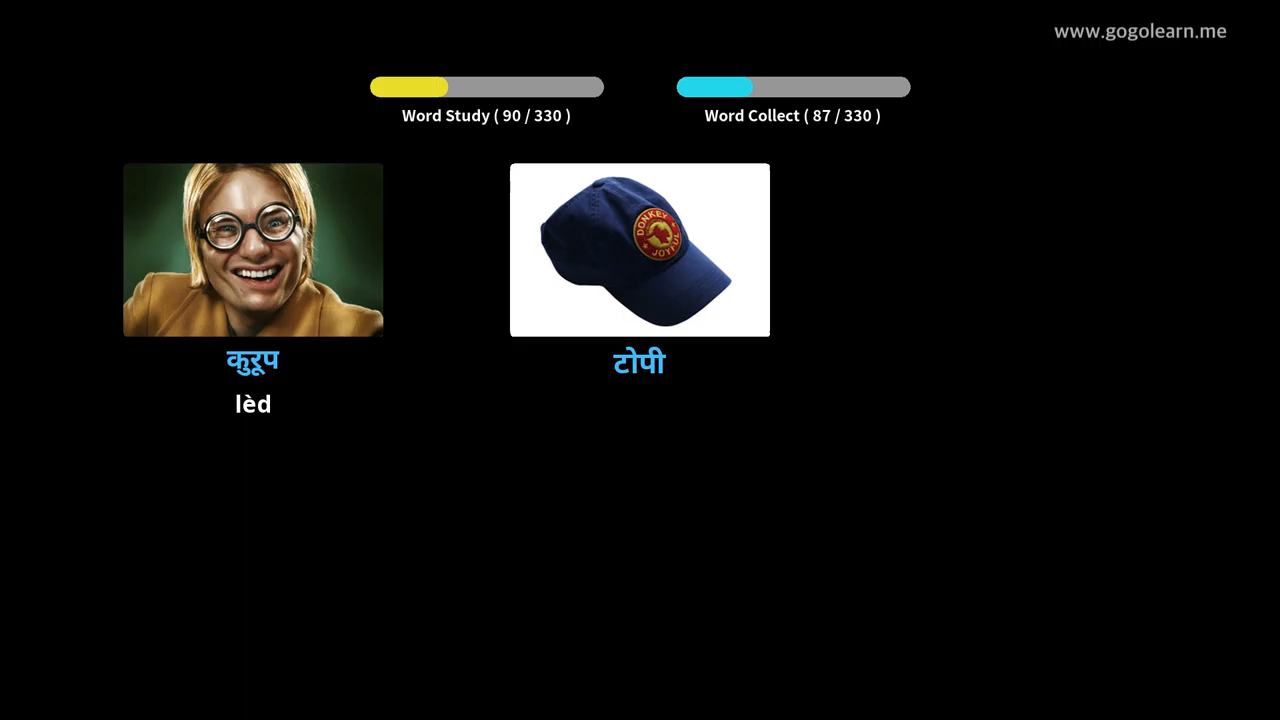 www.gogolearn.me
Word Study ( 90 / 330 )
Word Collect ( 87 / 330 )
DONKEY
JOYFUL
कुरूप
टोपी
lèd